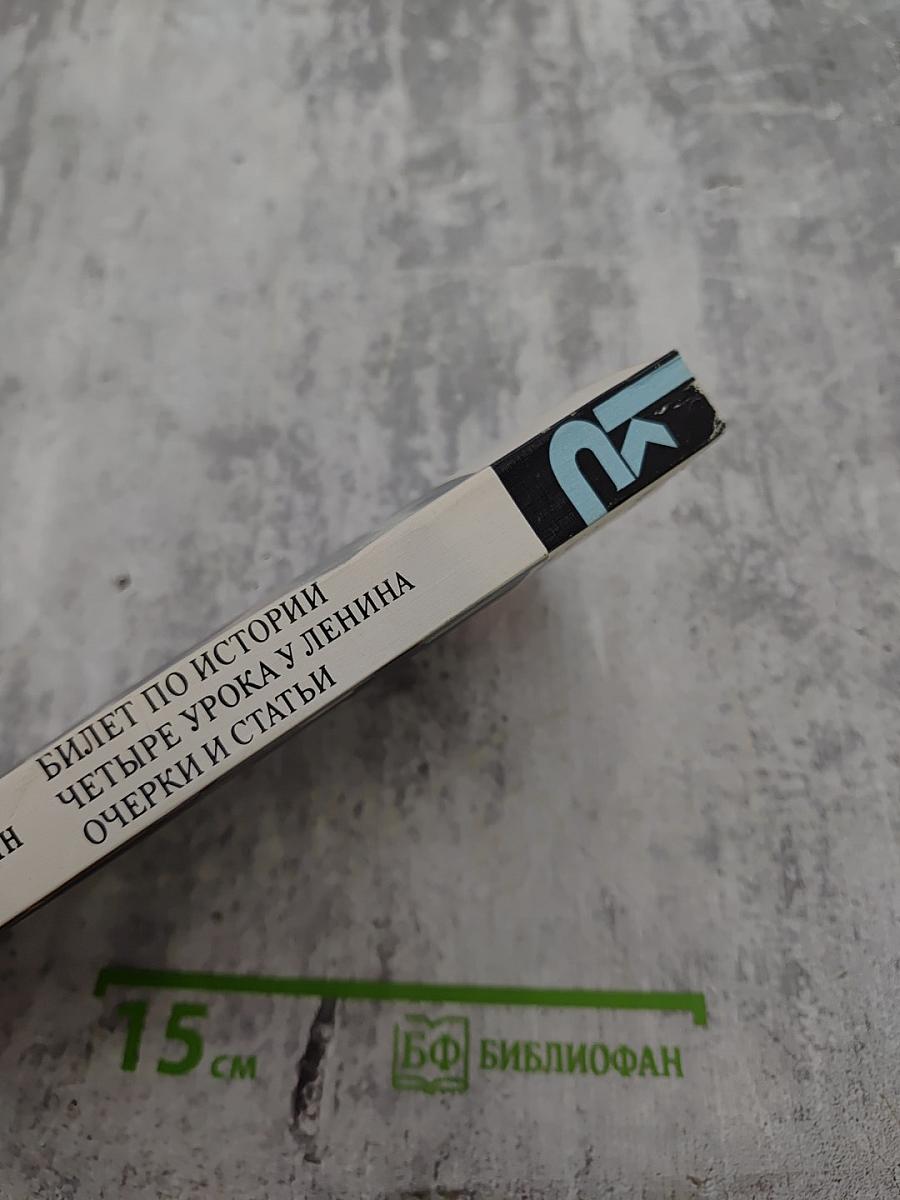 БИЛЕТ ПО ИСТОРИИ
ЧЕТЫРЕ УРОКА У ЛЕНИНА
ОЧЕРКИ И СТАТЬИ
15 см
БФ БИБЛИОФАН